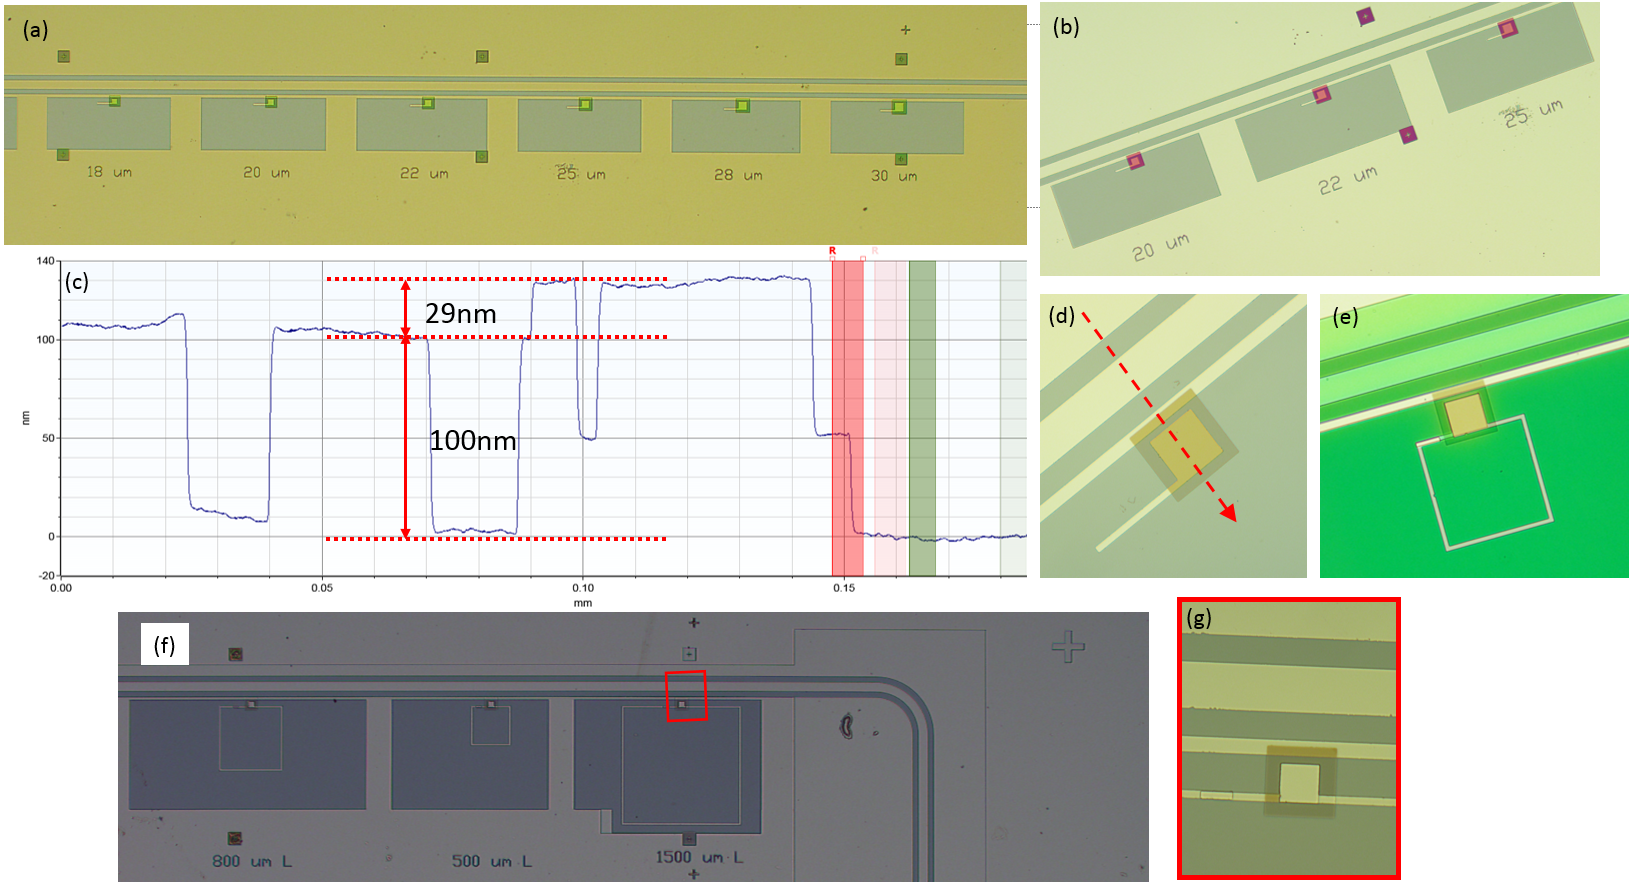 (a)
18 um 20 um 22 um 25 um 28 um 30 um
(b)
20 um
22 um
25 um
(c)
R R
140
100
50
0
-20
nm
29nm
100nm
0.00 0.05 0.10 0.15
mm
(d)
(e)
(f)
800 um L 500 um L 1500 um L
(g)